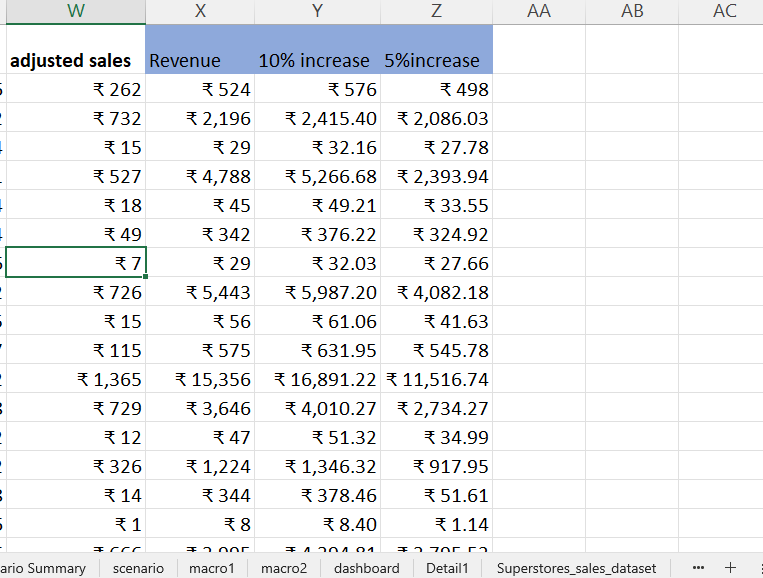 W X Y Z AA AB AC
adjusted sales Revenue 10% increase 5%increase
₹ 262 ₹ 524 ₹ 576 ₹ 498
₹ 732 ₹ 2,196 ₹ 2,415.40 ₹ 2,086.03
₹ 15 ₹ 29 ₹ 32.16 ₹ 27.78
₹ 527 ₹ 4,788 ₹ 5,266.68 ₹ 2,393.94
₹ 18 ₹ 45 ₹ 49.21 ₹ 33.55
₹ 49 ₹ 342 ₹ 376.22 ₹ 324.92
₹ 7 ₹ 29 ₹ 32.03 ₹ 27.66
₹ 726 ₹ 5,443 ₹ 5,987.20 ₹ 4,082.18
₹ 15 ₹ 56 ₹ 61.06 ₹ 41.63
₹ 115 ₹ 575 ₹ 631.95 ₹ 545.78
₹ 1,365 ₹ 15,356 ₹ 16,891.22 ₹ 11,516.74
₹ 729 ₹ 3,646 ₹ 4,010.27 ₹ 2,734.27
₹ 12 ₹ 47 ₹ 51.32 ₹ 34.99
₹ 326 ₹ 1,224 ₹ 1,346.32 ₹ 917.95
₹ 14 ₹ 344 ₹ 378.46 ₹ 51.61
₹ 1 ₹ 8 ₹ 8.40 ₹ 1.14
ario Summary scenario macro1 macro2 dashboard Detail1 Superstores_sales_dataset ••• +